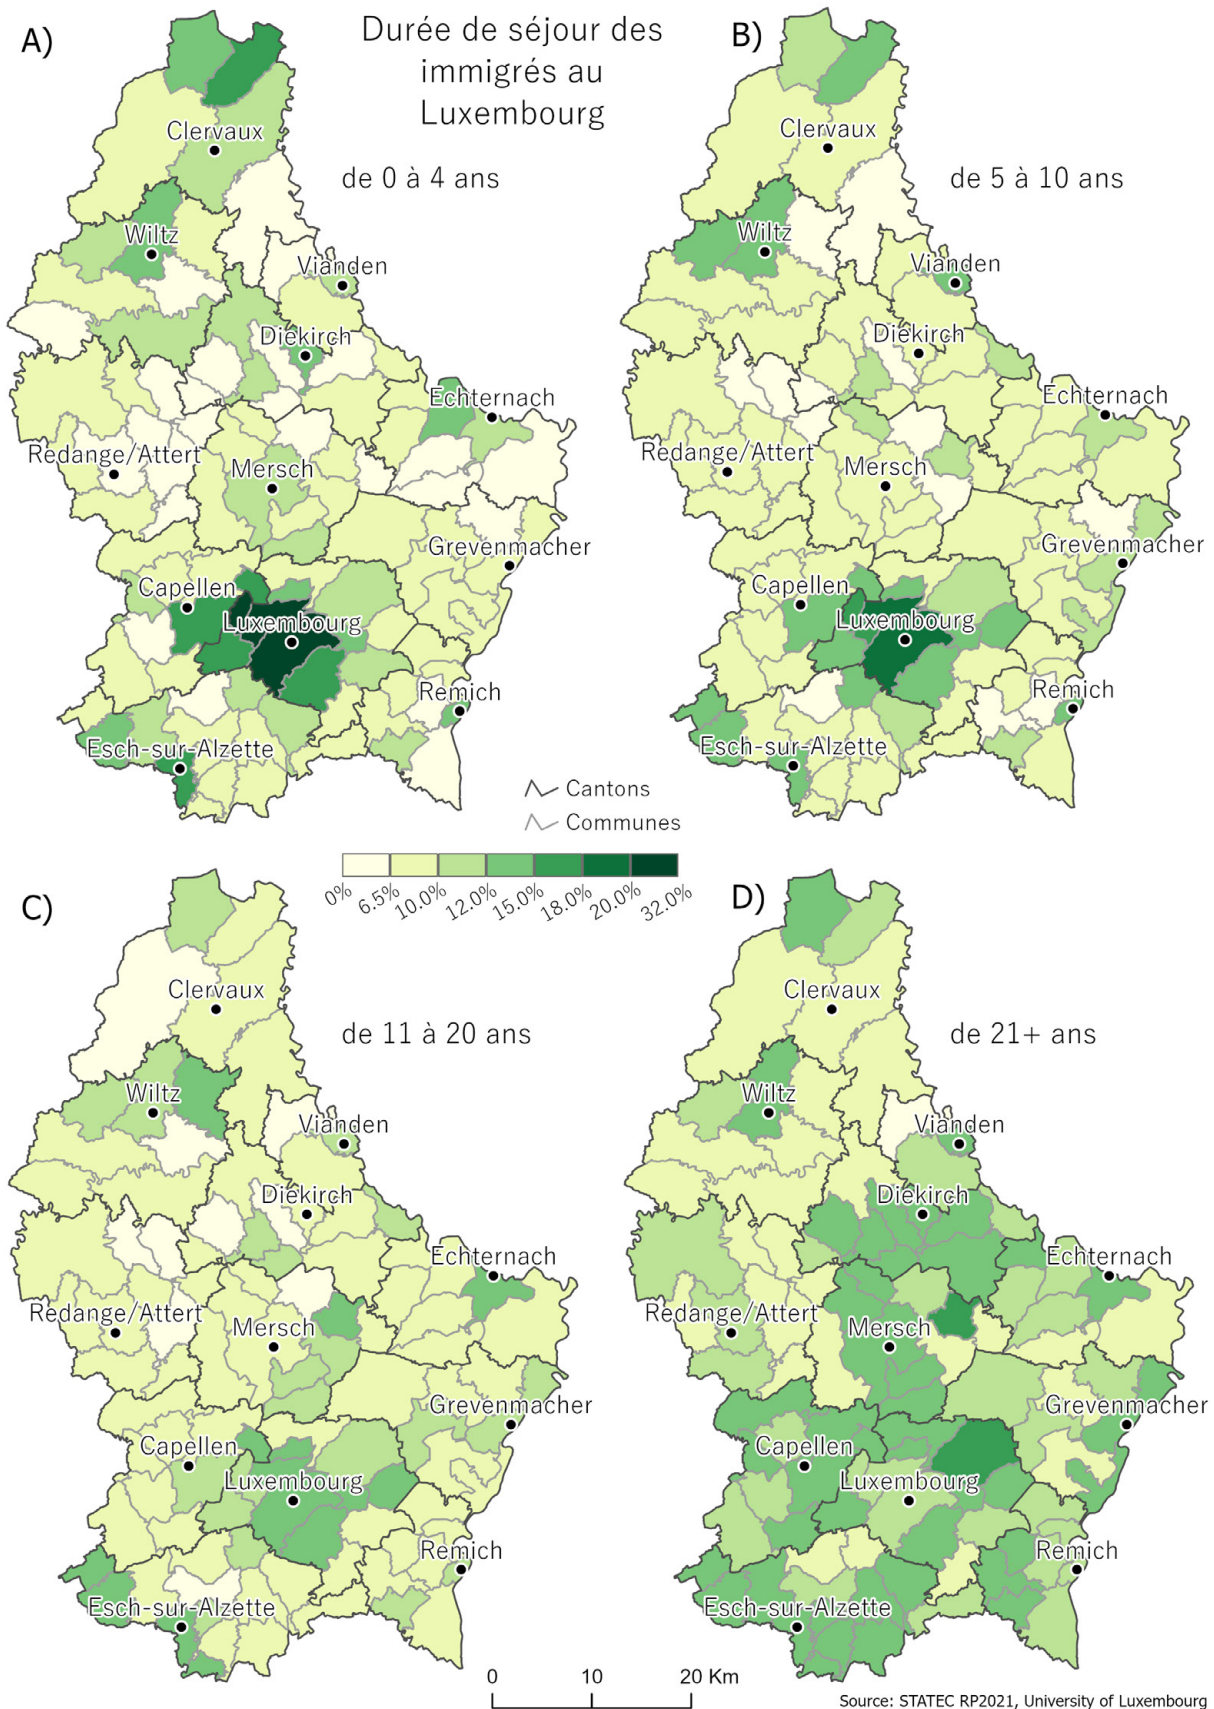 A)
Durée de séjour des
immigrés au
Luxembourg
B)
de 0 à 4 ans
de 5 à 10 ans
Clervaux
Wiltz
Vianden
Diekirch
Echternach
Redange/Attert
Mersch
Grevenmacher
Capellen
Luxembourg
Remich
Esch-sur-Alzette
Clervaux
Wiltz
Vianden
Diekirch
Echternach
Redange/Attert
Mersch
Grevenmacher
Capellen
Luxembourg
Remich
Esch-sur-Alzette
Cantons
Communes
0%
6.5%
10.0%
12.0%
15.0%
18.0%
20.0%
32.0%
C)
D)
de 11 à 20 ans
de 21+ ans
Clervaux
Wiltz
Vianden
Diekirch
Echternach
Redange/Attert
Mersch
Grevenmacher
Capellen
Luxembourg
Remich
Esch-sur-Alzette
Clervaux
Wiltz
Vianden
Diekirch
Echternach
Redange/Attert
Mersch
Grevenmacher
Capellen
Luxembourg
Remich
Esch-sur-Alzette
0 10 20 Km
Source: STATEC RP2021, University of Luxembourg